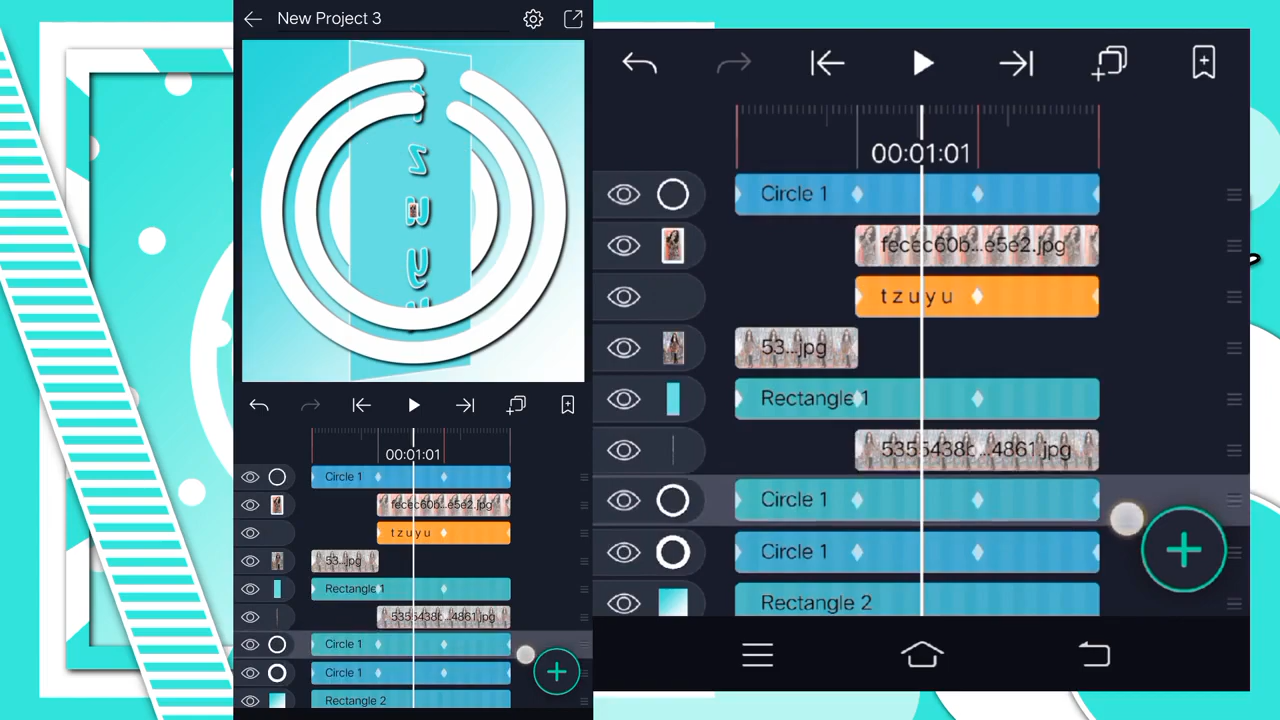 New Project 3
t
z
u
y
u
00:01:01
Circle 1
fecec60b...e5e2.jpg
t z u y u
53...jpg
Rectangle 1
5355438b...4861.jpg
Circle 1
Circle 1
Rectangle 2
00:01:01
Circle 1
fecec60b...e5e2.jpg
t z u y u
53...jpg
Rectangle 1
5355438b...4861.jpg
Circle 1
Circle 1
Rectangle 2